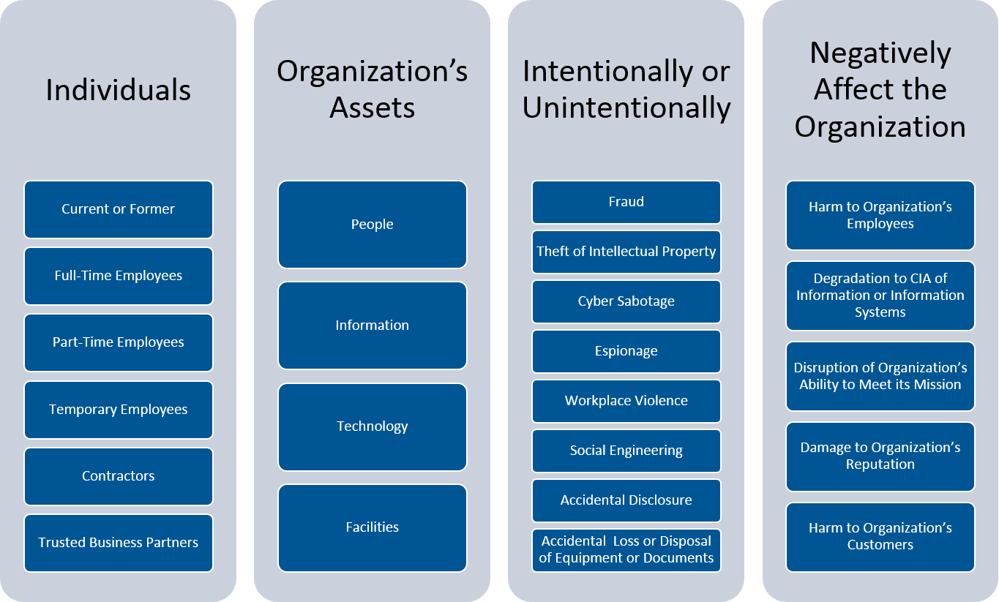 Individuals
Current or Former
Full-Time Employees
Part-Time Employees
Temporary Employees
Contractors
Trusted Business Partners
Organization’s
Assets
People
Information
Technology
Facilities
Intentionally or
Unintentionally
Fraud
Theft of Intellectual Property
Cyber Sabotage
Espionage
Workplace Violence
Social Engineering
Accidental Disclosure
Accidental  Loss or Disposal
of Equipment or Documents
Negatively
Affect the
Organization
Harm to Organization’s
Employees
Degradation to CIA of
Information or Information
Systems
Disruption of Organization’s
Ability to Meet its Mission
Damage to Organization’s
Reputation
Harm to Organization’s
Customers